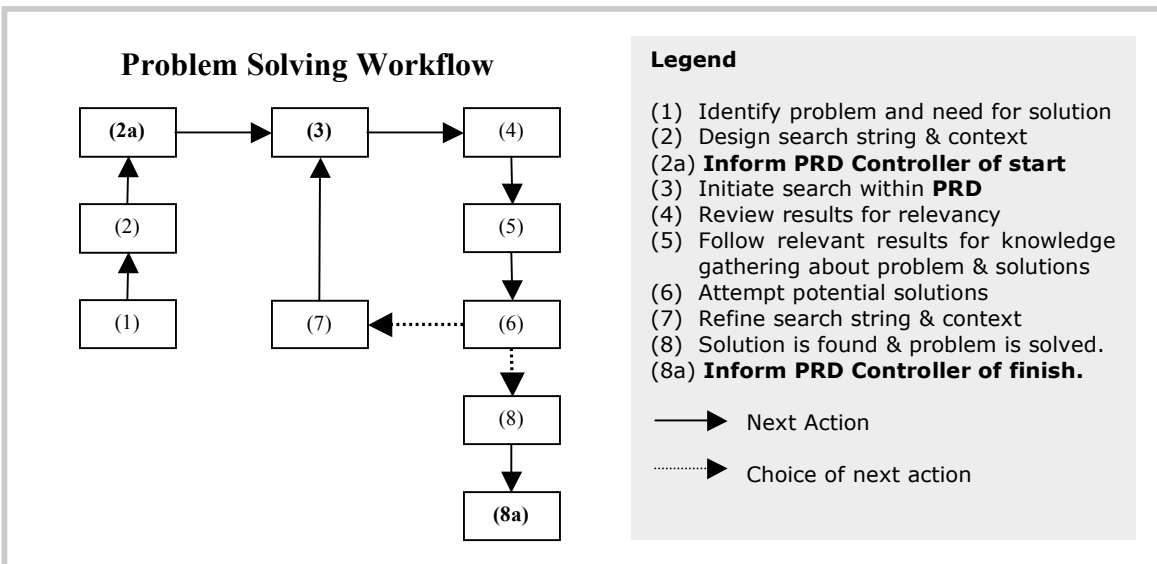 Problem Solving Workflow
(2a)
(3)
(4)
(2)
(5)
(1)
(7)
(6)
(8)
(8a)
Legend
(1) Identify problem and need for solution
(2) Design search string & context
(2a) Inform PRD Controller of start
(3) Initiate search within PRD
(4) Review results for relevancy
(5) Follow relevant results for knowledge
gathering about problem & solutions
(6) Attempt potential solutions
(7) Refine search string & context
(8) Solution is found & problem is solved.
(8a) Inform PRD Controller of finish.
Next Action
Choice of next action